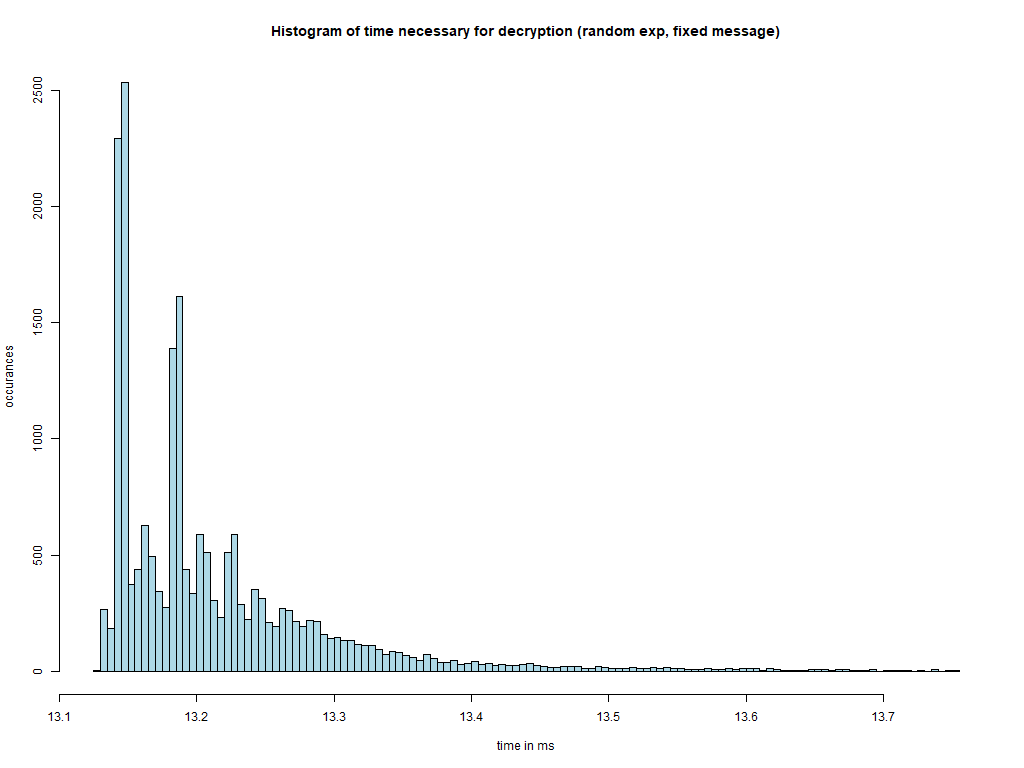 Histogram of time necessary for decryption (random exp, fixed message)
2500
2000
1500
1000
500
0
occurances
13.1 13.2 13.3 13.4 13.5 13.6 13.7
time in ms